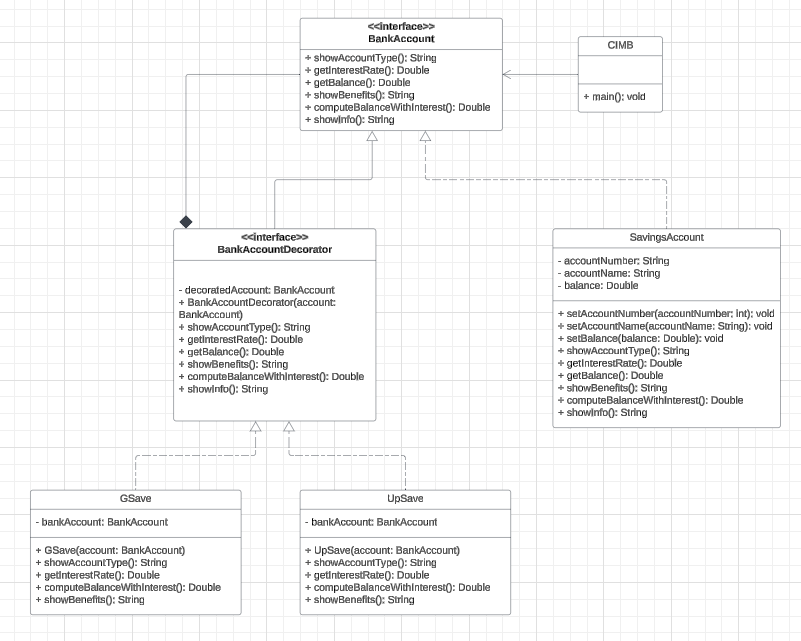 <<interface>>
BankAccount
+ showAccountType(): String
+ getInterestRate(): Double
+ getBalance(): Double
+ showBenefits(): String
+ computeBalanceWithInterest(): Double
+ showInfo(): String
CIMB
+ main(): void
<<interface>>
BankAccountDecorator
- decoratedAccount: BankAccount
+ BankAccountDecorator(account:
BankAccount)
+ showAccountType(): String
+ getInterestRate(): Double
+ getBalance(): Double
+ showBenefits(): String
+ computeBalanceWithInterest(): Double
+ showInfo(): String
SavingsAccount
- accountNumber: String
- accountName: String
- balance: Double
+ setAccountNumber(accountNumber: int): void
+ setAccountName(accountName: String): void
+ setBalance(balance: Double): void
+ showAccountType(): String
+ getInterestRate(): Double
+ getBalance(): Double
+ showBenefits(): String
+ computeBalanceWithInterest(): Double
+ showInfo(): String
GSave
- bankAccount: BankAccount
+ GSave(account: BankAccount)
+ showAccountType(): String
+ getInterestRate(): Double
+ computeBalanceWithInterest(): Double
+ showBenefits(): String
UpSave
- bankAccount: BankAccount
+ UpSave(account: BankAccount)
+ showAccountType(): String
+ getInterestRate(): Double
+ computeBalanceWithInterest(): Double
+ showBenefits(): String